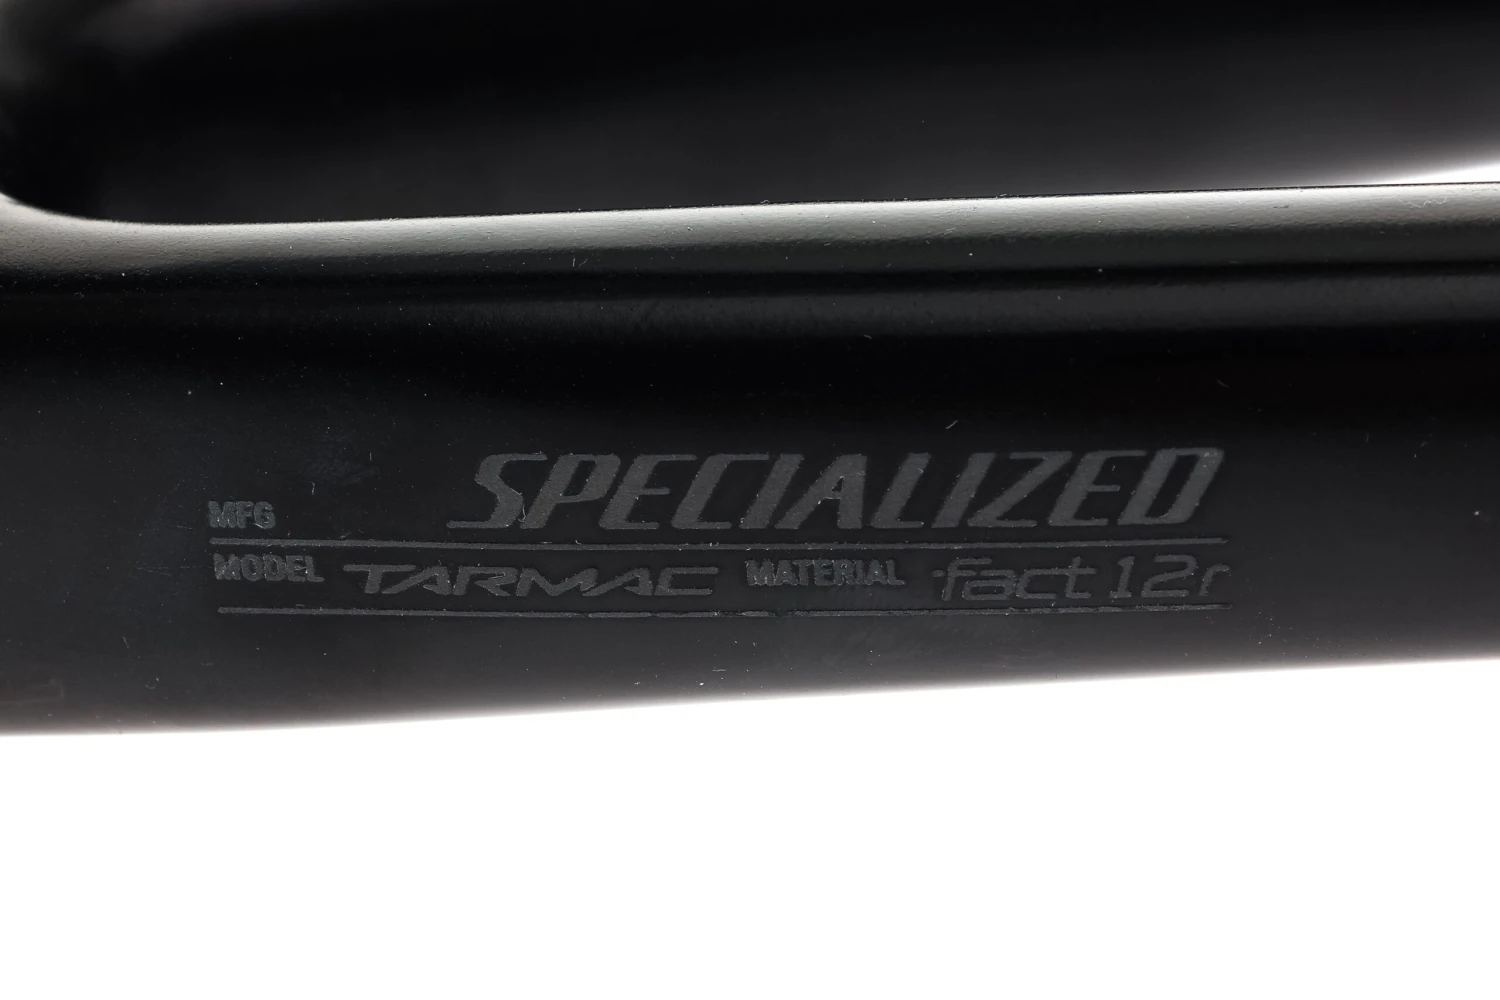 MFG SPECIALIZED
MODEL TARMAC MATERIAL fact 12r